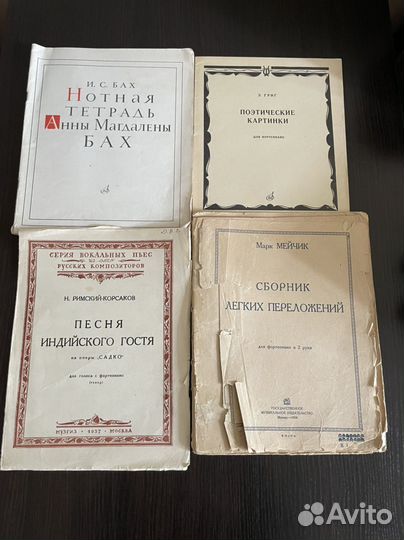 И. С. БАХ
НОТНАЯ
ТЕТРАДЬ
АННЫ МАГДАЛЕНЫ
БАХ
Э. ГРИГ
ПОЭТИЧЕСКИЕ
КАРТИНКИ
ДЛЯ ФОРТЕПИАНО
СЕРИЯ ВОКАЛЬНЫХ ПЬЕС
РУССКИХ КОМПОЗИТОРОВ
Н. РИМСКИЙ-КОРСАКОВ
ПЕСНЯ
ИНДИЙСКОГО ГОСТЯ
из оперы „САДКО"
для голоса с фортепиано
(тенор)
МУЗГИЗ • 1937 • МОСКВА
Марк МЕЙЧИК
СБОРНИК
ЛЕГКИХ ПЕРЕЛОЖЕНИЙ
для фортепиано в 2 руки
ГОСУДАРСТВЕННОЕ
МУЗЫКАЛЬНОЕ ИЗДАТЕЛЬСТВО
Avito